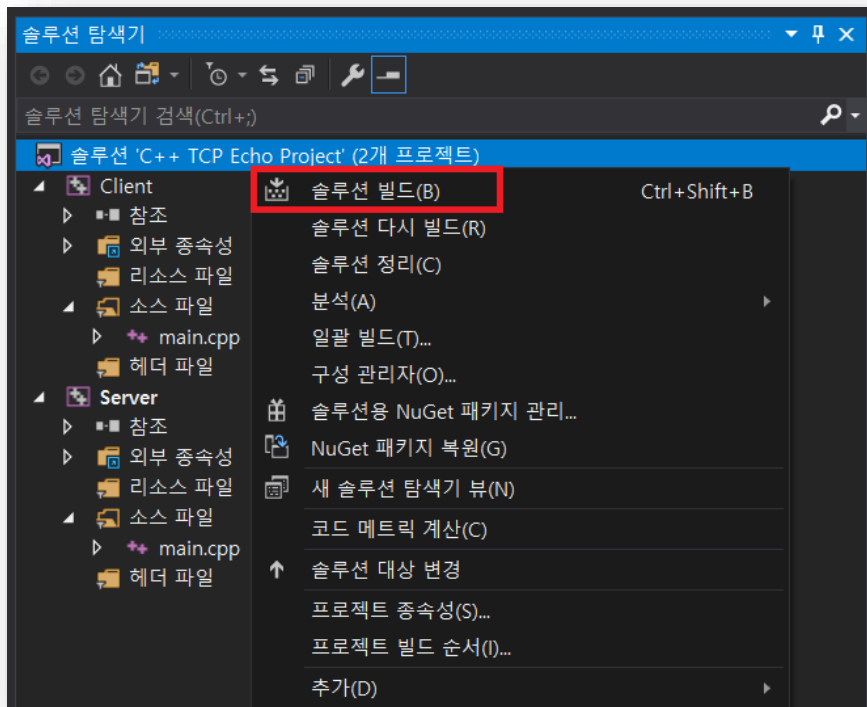 솔루션 탐색기
솔루션 탐색기 검색(Ctrl+;)
솔루션 'C++ TCP Echo Project' (2개 프로젝트)
Client
참조
외부 종속성
리소스 파일
소스 파일
main.cpp
헤더 파일
Server
참조
외부 종속성
리소스 파일
소스 파일
main.cpp
헤더 파일
솔루션 빌드(B) Ctrl+Shift+B
솔루션 다시 빌드(R)
솔루션 정리(C)
분석(A)
일괄 빌드(T)...
구성 관리자(O)...
솔루션용 NuGet 패키지 관리...
NuGet 패키지 복원(G)
새 솔루션 탐색기 뷰(N)
코드 메트릭 계산(C)
솔루션 대상 변경
프로젝트 종속성(S)...
프로젝트 빌드 순서(I)...
추가(D)